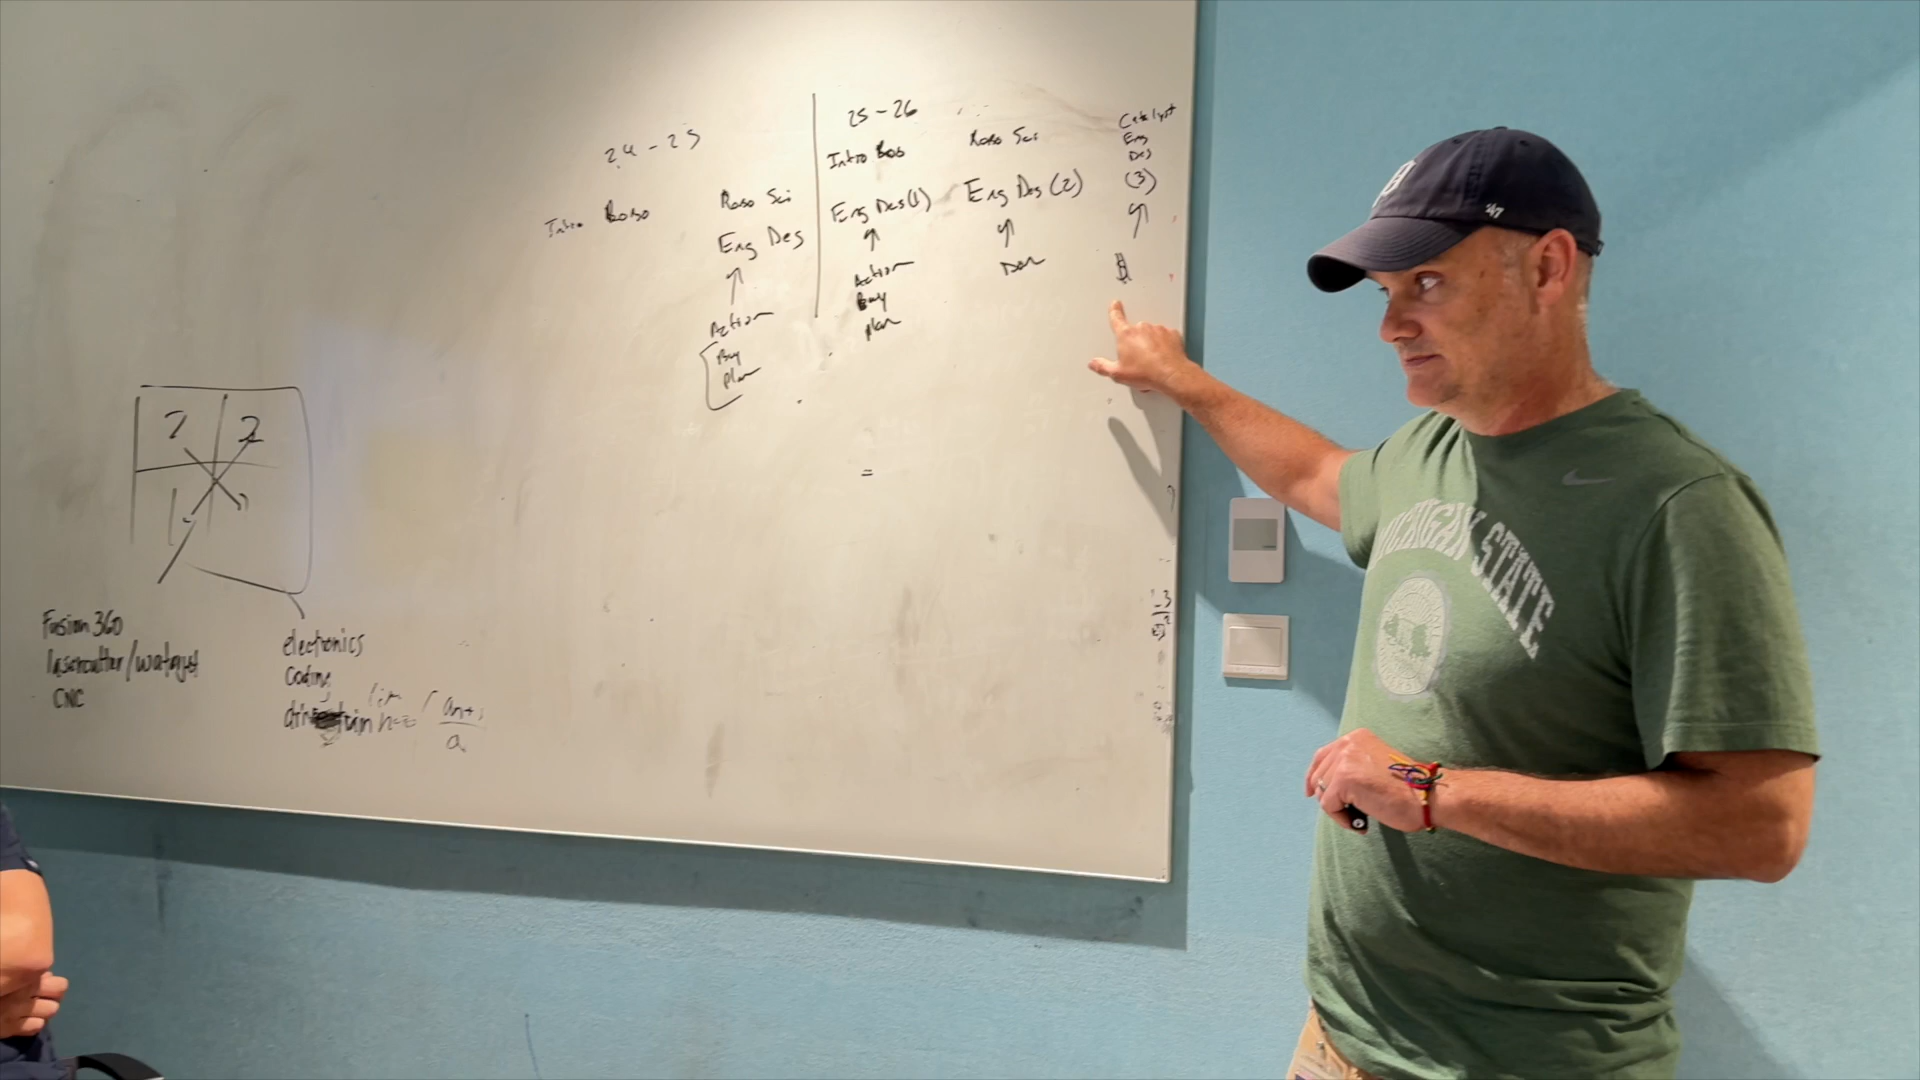 24-25
Intro Robo
Robo Sci
Eng Des
Action
Buy
plan
25-26
Intro Rob
Eng Des (1)
Action
Buy
plan
Robo Sci
Eng Des (2)
Catalyst
Eng
Des
(3)
$
=
? 2
Fusion 360
lasercutter/waterjet
CNC
electronics
Coding
lim
-3
'47
MICHIGAN STATE